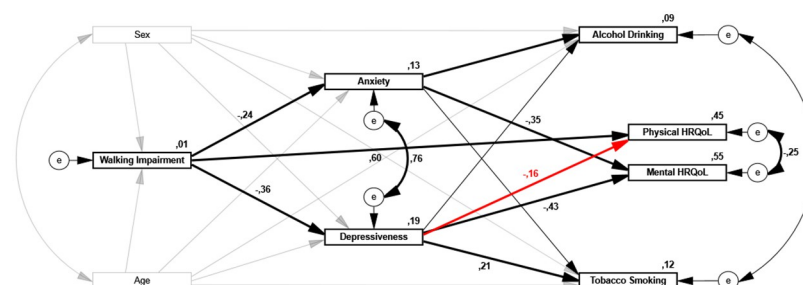 ,09
Sex
Alcohol Drinking
e
,13
Anxiety
-,24
-,35
,45
e
Physical HRQoL
e
,01
e
Walking Impairment
,60
,76
-,16
,55
-,25
Mental HRQoL
e
-,36
e
-,43
,19
Depressiveness
,21
,12
Age
Tobacco Smoking
e